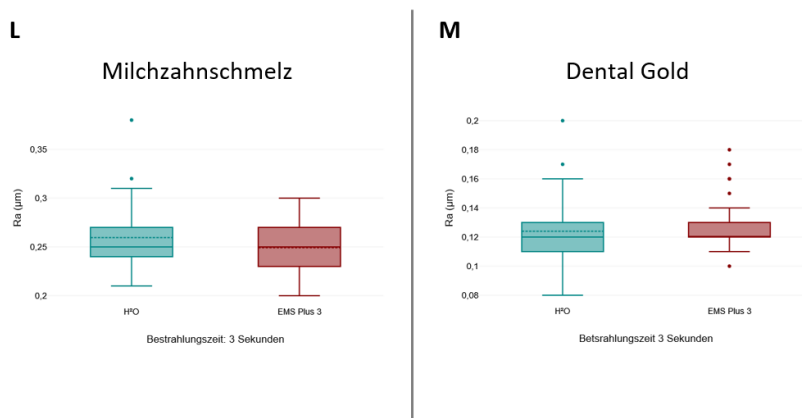 L
Milchzahnschmelz
0,35
0,3
0,25
0,2
Ra (µm)
H²O
EMS Plus 3
Bestrahlungszeit: 3 Sekunden
M
Dental Gold
0,2
0,18
0,16
0,14
0,12
0,1
0,08
Ra (µm)
H²O
EMS Plus 3
Betsrahlungszeit 3 Sekunden